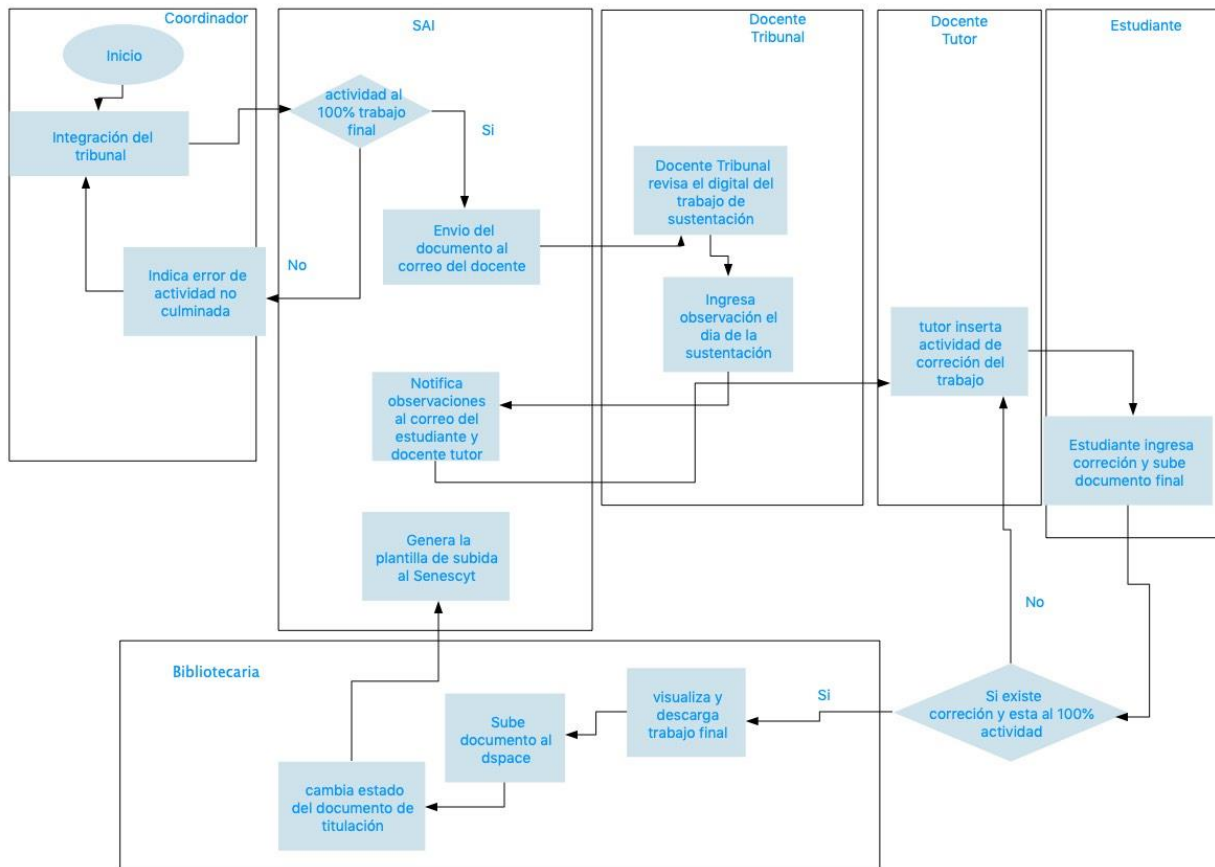 Coordinador
SAI
Docente
Tribunal
Docente
Tutor
Estudiante
Inicio
Integración del
tribunal
actividad al
100% trabajo
final
Si
No
Indica error de
actividad no
culminada
Envio del
documento al
correo del docente
Docente Tribunal
revisa el digital del
trabajo de
sustentación
Ingresa
observación el
dia de la
sustentación
Notifica
observaciones
al correo del
estudiante y
docente tutor
tutor inserta
actividad de
correción del
trabajo
Estudiante ingresa
correción y sube
documento final
No
Si existe
correción y esta al 100%
actividad
Si
Bibliotecaria
visualiza y
descarga
trabajo final
Sube
documento al
dspace
cambia estado
del documento de
titulación
Genera la
plantilla de subida
al Senescyt